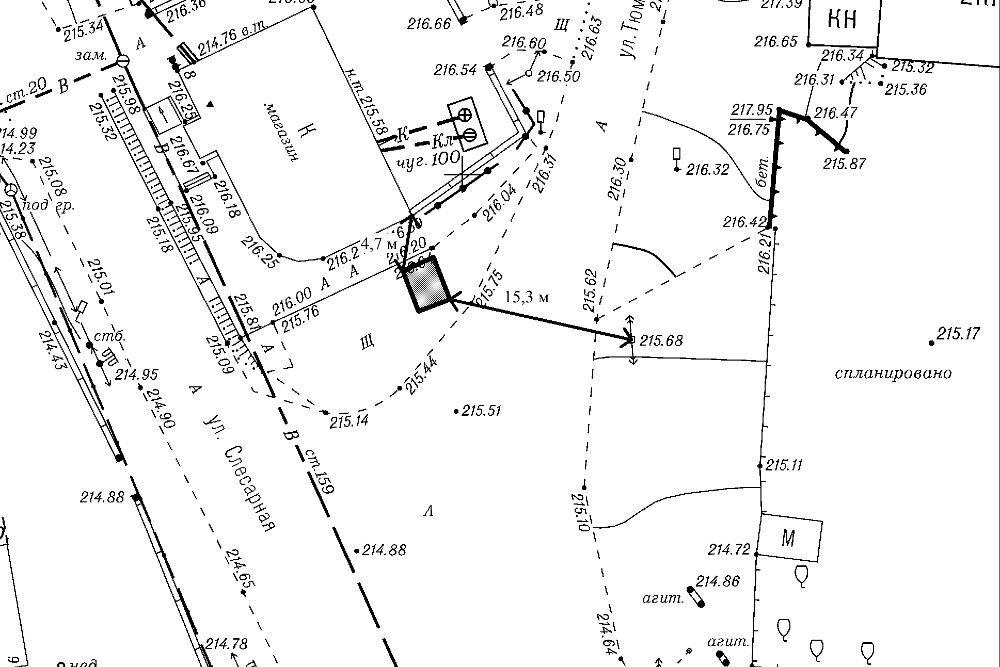 216.36
216.48
217.39
КН
215.34
214.76 в.т.
216.66
Щ
216.63
ул.Тюм
216.65
А
зам.
216.60
216.34
215.32
8
216.54
216.50
216.31
215.36
ст.20
В
215.98
216.25
н.т.215.58
215.32
магазин
К
217.95
216.75
216.47
А
К
Кл
чуг. 100
14.99
14.23
215.08
В
216.67
216.31
216.30
216.32
бет.
215.87
под гр.
215.38
216.09
216.18
216.04
215.95
215.18
216.42
216.21
216.25
4,7 м
216.20
215.01
А
А
А
215.62
215.75
15,3 м
216.00
215.76
215.81
А
Щ
стб.
214.43
215.09
215.68
215.17
214.95
спланировано
215.44
А
214.90
215.51
215.14
ул. Слесарная
В
ст.159
215.11
214.88
А
215.10
М
214.88
214.72
214.65
214.86
агит.
214.64
агит.
214.78
9